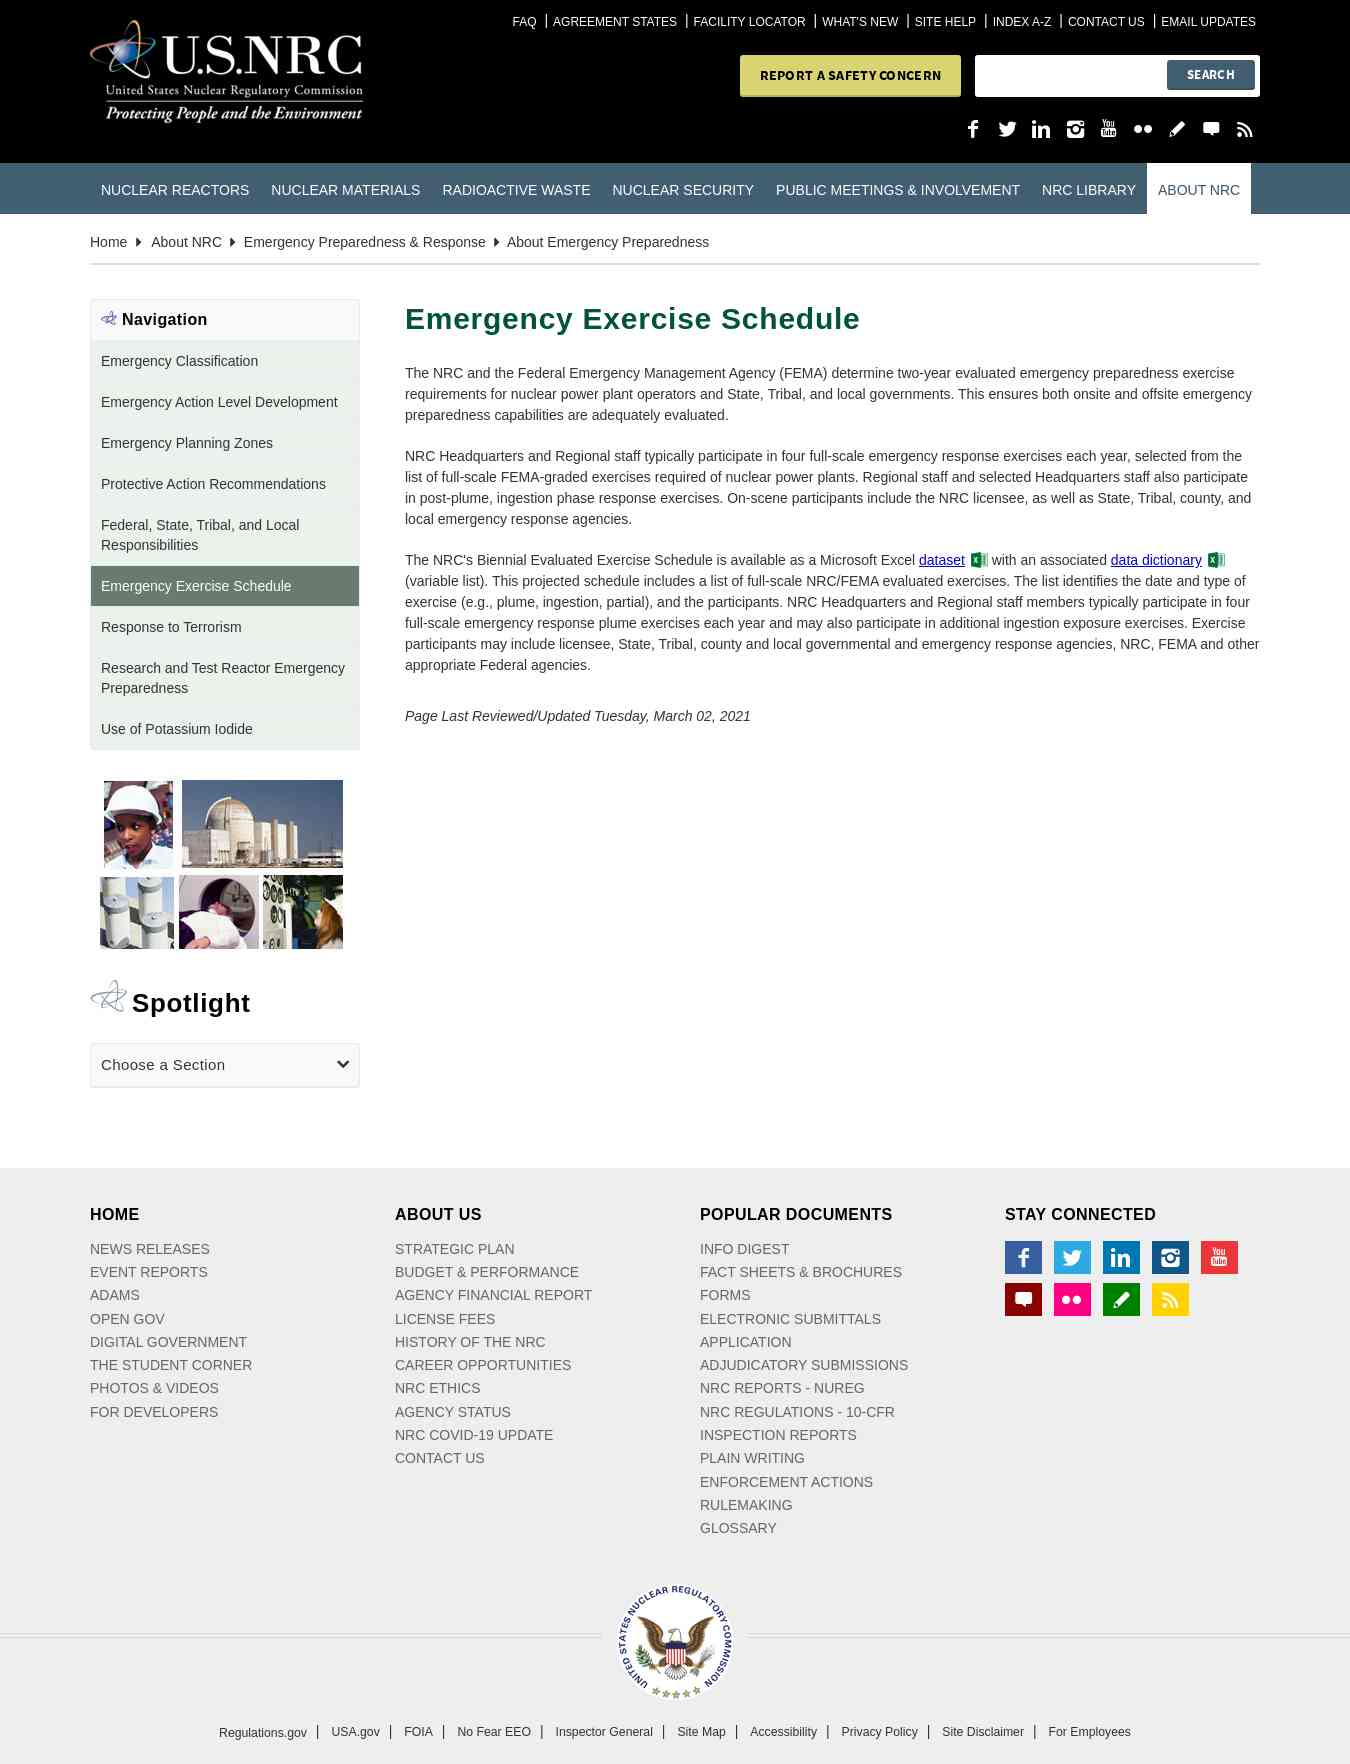 FAQ | AGREEMENT STATES | FACILITY LOCATOR | WHAT'S NEW | SITE HELP | INDEX A-Z | CONTACT US | EMAIL UPDATES
U.S.NRC
United States Nuclear Regulatory Commission
Protecting People and the Environment
REPORT A SAFETY CONCERN
SEARCH
You Tube
NUCLEAR REACTORS NUCLEAR MATERIALS RADIOACTIVE WASTE NUCLEAR SECURITY PUBLIC MEETINGS & INVOLVEMENT NRC LIBRARY ABOUT NRC
Home About NRC Emergency Preparedness & Response About Emergency Preparedness
Navigation
Emergency Classification
Emergency Action Level Development
Emergency Planning Zones
Protective Action Recommendations
Federal, State, Tribal, and Local
Responsibilities
Emergency Exercise Schedule
Response to Terrorism
Research and Test Reactor Emergency
Preparedness
Use of Potassium Iodide
Spotlight
Choose a Section
Emergency Exercise Schedule
The NRC and the Federal Emergency Management Agency (FEMA) determine two-year evaluated emergency preparedness exercise
requirements for nuclear power plant operators and State, Tribal, and local governments. This ensures both onsite and offsite emergency
preparedness capabilities are adequately evaluated.
NRC Headquarters and Regional staff typically participate in four full-scale emergency response exercises each year, selected from the
list of full-scale FEMA-graded exercises required of nuclear power plants. Regional staff and selected Headquarters staff also participate
in post-plume, ingestion phase response exercises. On-scene participants include the NRC licensee, as well as State, Tribal, county, and
local emergency response agencies.
The NRC's Biennial Evaluated Exercise Schedule is available as a Microsoft Excel dataset with an associated data dictionary
(variable list). This projected schedule includes a list of full-scale NRC/FEMA evaluated exercises. The list identifies the date and type of
exercise (e.g., plume, ingestion, partial), and the participants. NRC Headquarters and Regional staff members typically participate in four
full-scale emergency response plume exercises each year and may also participate in additional ingestion exposure exercises. Exercise
participants may include licensee, State, Tribal, county and local governmental and emergency response agencies, NRC, FEMA and other
appropriate Federal agencies.
Page Last Reviewed/Updated Tuesday, March 02, 2021
HOME
NEWS RELEASES
EVENT REPORTS
ADAMS
OPEN GOV
DIGITAL GOVERNMENT
THE STUDENT CORNER
PHOTOS & VIDEOS
FOR DEVELOPERS
ABOUT US
STRATEGIC PLAN
BUDGET & PERFORMANCE
AGENCY FINANCIAL REPORT
LICENSE FEES
HISTORY OF THE NRC
CAREER OPPORTUNITIES
NRC ETHICS
AGENCY STATUS
NRC COVID-19 UPDATE
CONTACT US
POPULAR DOCUMENTS
INFO DIGEST
FACT SHEETS & BROCHURES
FORMS
ELECTRONIC SUBMITTALS
APPLICATION
ADJUDICATORY SUBMISSIONS
NRC REPORTS - NUREG
NRC REGULATIONS - 10-CFR
INSPECTION REPORTS
PLAIN WRITING
ENFORCEMENT ACTIONS
RULEMAKING
GLOSSARY
STAY CONNECTED
You Tube
UNITED STATES NUCLEAR REGULATORY COMMISSION
Regulations.gov | USA.gov | FOIA | No Fear EEO | Inspector General | Site Map | Accessibility | Privacy Policy | Site Disclaimer | For Employees